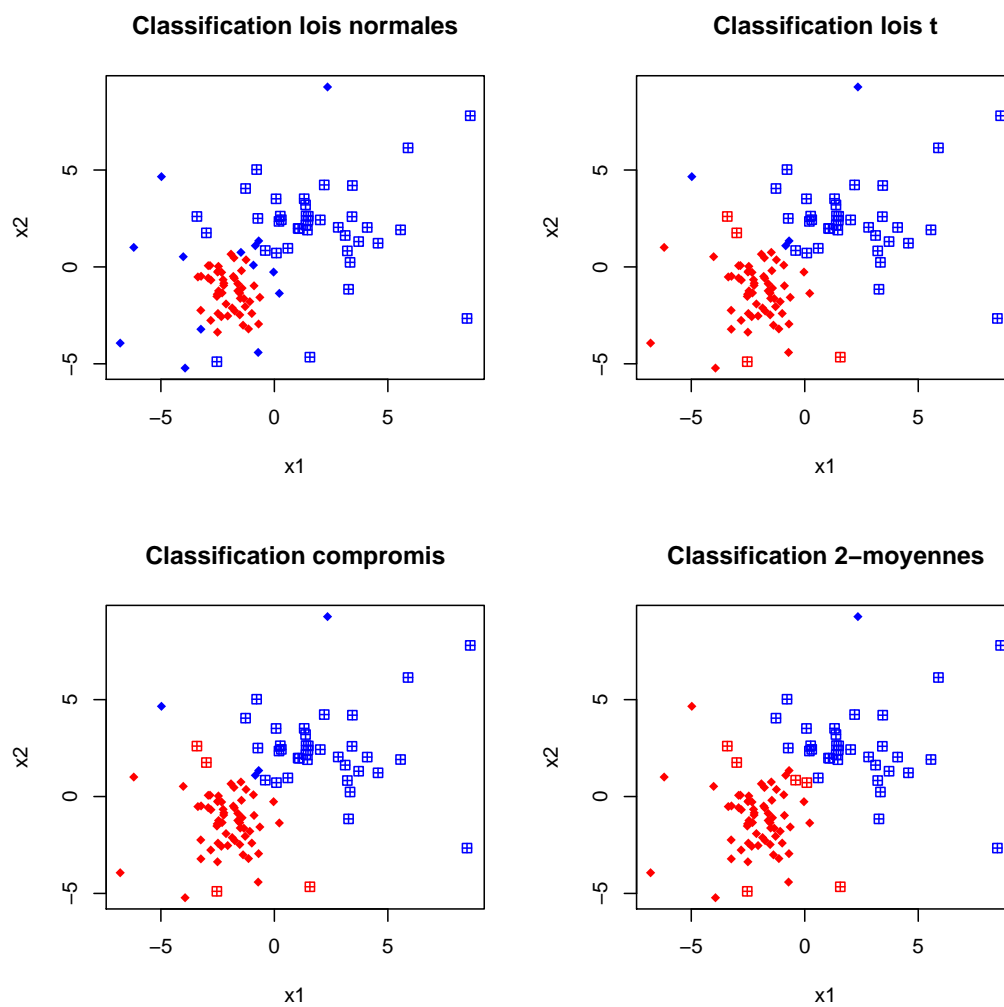 Classification lois normales
5
0
−5
x2
−5 0 5
x1
Classification lois t
5
0
−5
x2
−5 0 5
x1
Classification compromis
5
0
−5
x2
−5 0 5
x1
Classification 2−moyennes
5
0
−5
x2
−5 0 5
x1